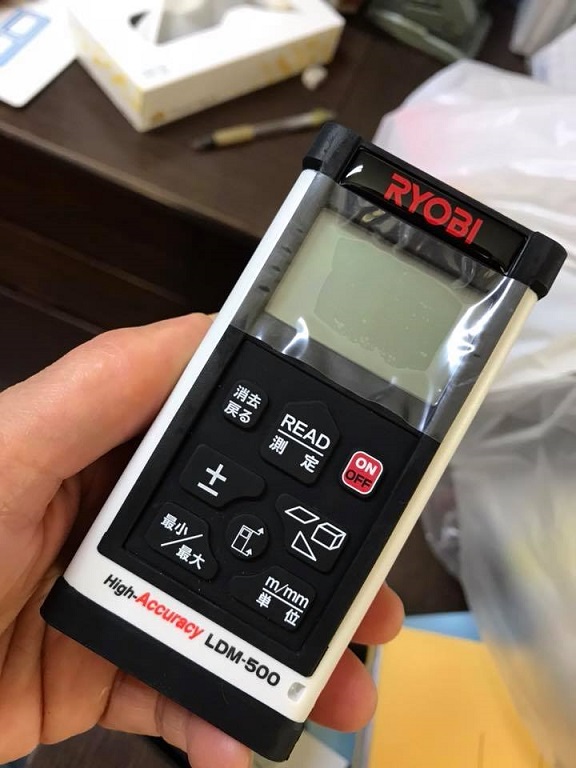 RYOBI
消去
戻る
READ
測定
ON
OFF
±
最小
/最大
m/mm
単位
High-Accuracy LDM-500